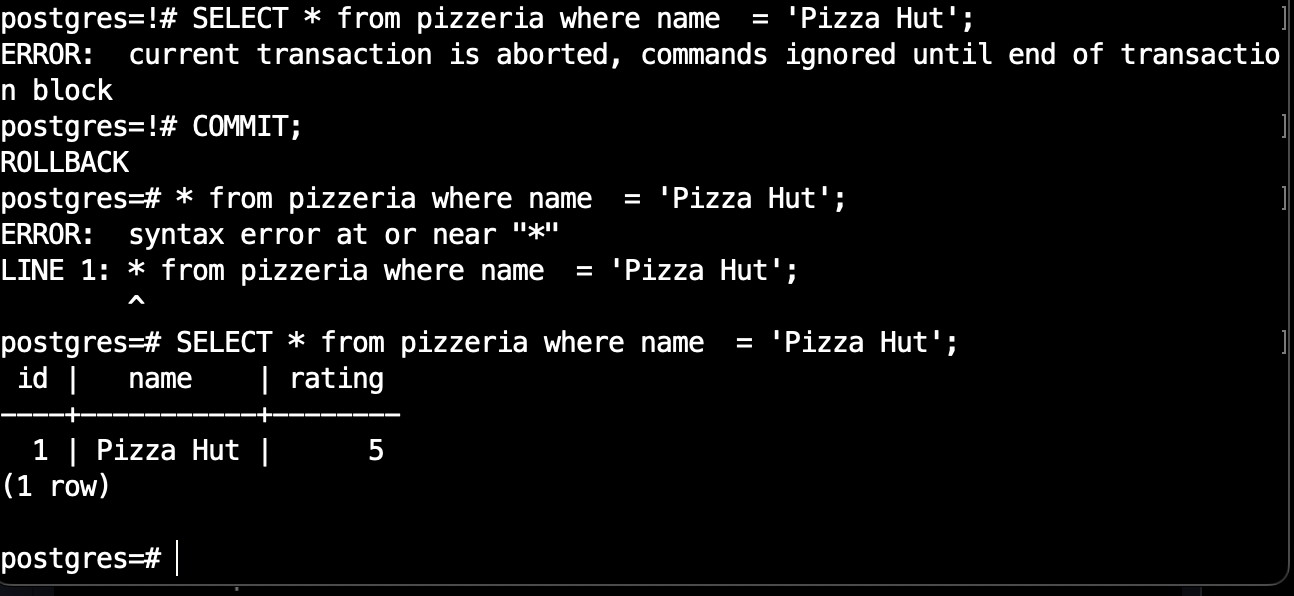 postgres=!# SELECT * from pizzeria where name  = 'Pizza Hut';                   ]
ERROR:  current transaction is aborted, commands ignored until end of transactio
n block
postgres=!# COMMIT;                                                             ]
ROLLBACK
postgres=# * from pizzeria where name  = 'Pizza Hut';                           ]
ERROR:  syntax error at or near "*"
LINE 1: * from pizzeria where name  = 'Pizza Hut';
        ^
postgres=# SELECT * from pizzeria where name  = 'Pizza Hut';                    ]
 id |   name    | rating
----+-----------+--------
  1 | Pizza Hut |      5
(1 row)

postgres=#